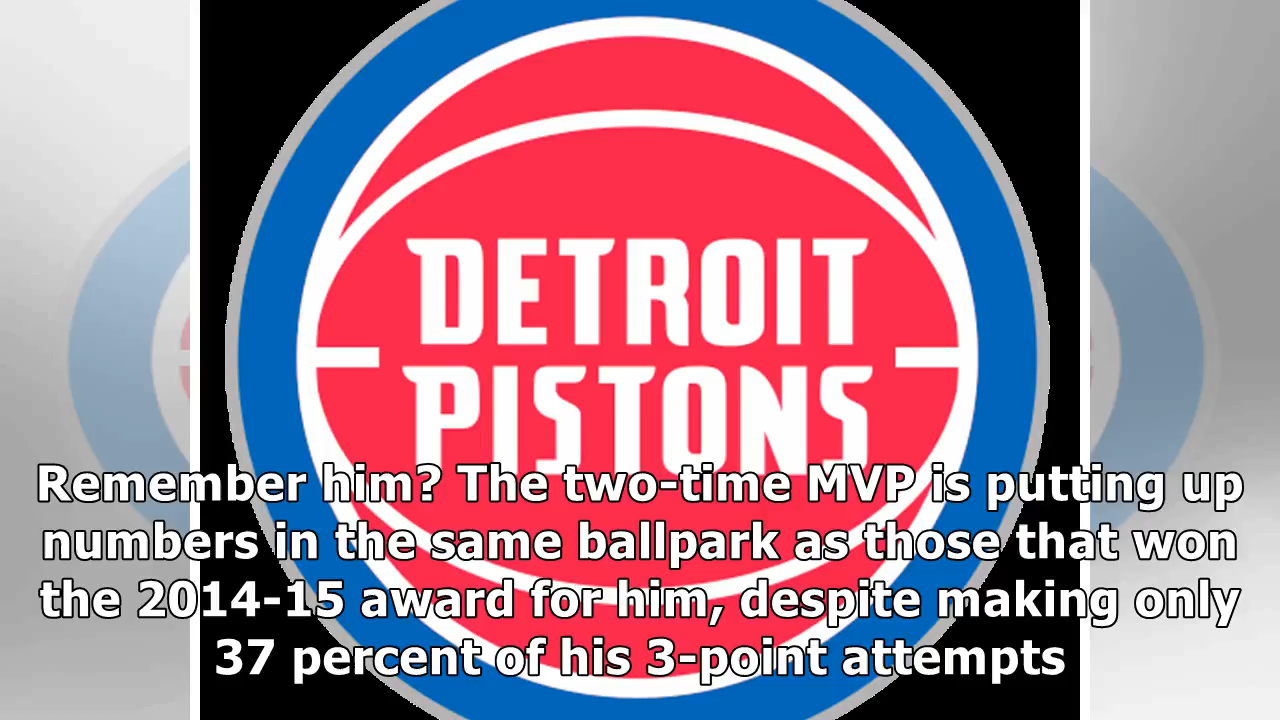 DETROIT
PISTONS
Remember him? The two-time MVP is putting up
numbers in the same ballpark as those that won
the 2014-15 award for him, despite making only
37 percent of his 3-point attempts